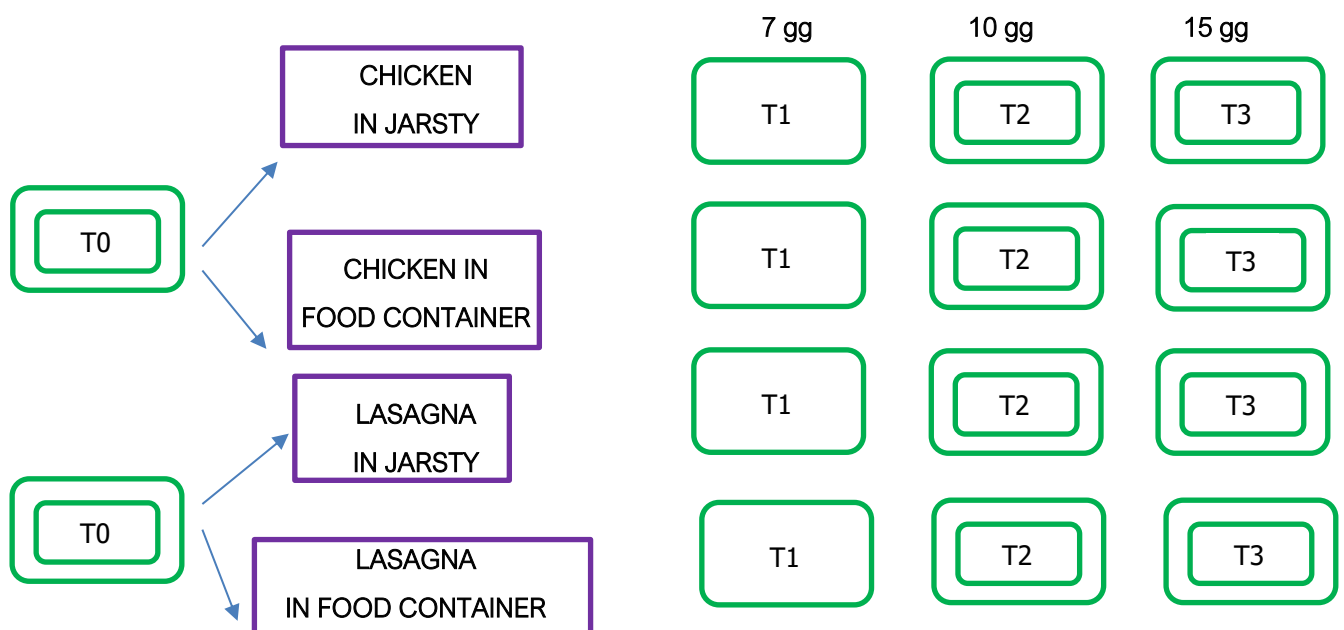 7 gg
10 gg
15 gg
CHICKEN
IN JARSTY
T1
T2
T3
T0
CHICKEN IN
FOOD CONTAINER
T1
T2
T3
LASAGNA
IN JARSTY
T1
T2
T3
T0
LASAGNA
IN FOOD CONTAINER
T1
T2
T3